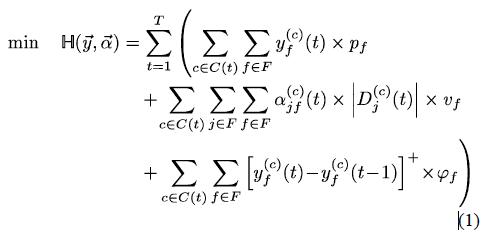 min ℍ(y⃗, α⃗) = ∑_{t=1}^{T} ( ∑_{c∈C(t)} ∑_{f∈F} y_f^{(c)}(t) × p_f
+ ∑_{c∈C(t)} ∑_{j∈F} ∑_{f∈F} α_{jf}^{(c)}(t) × |D_j^{(c)}(t)| × v_f
+ ∑_{c∈C(t)} ∑_{f∈F} [y_f^{(c)}(t) − y_f^{(c)}(t−1)]^+ × φ_f )
(1)